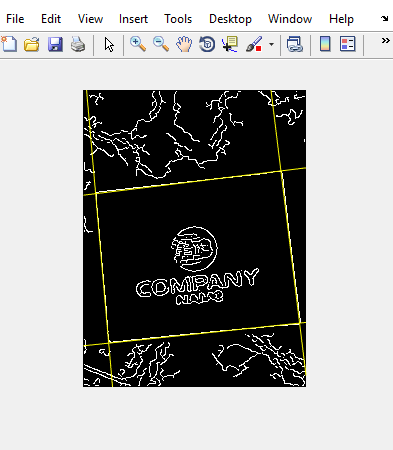 File Edit View Insert Tools Desktop Window Help
COMPANY
NAME